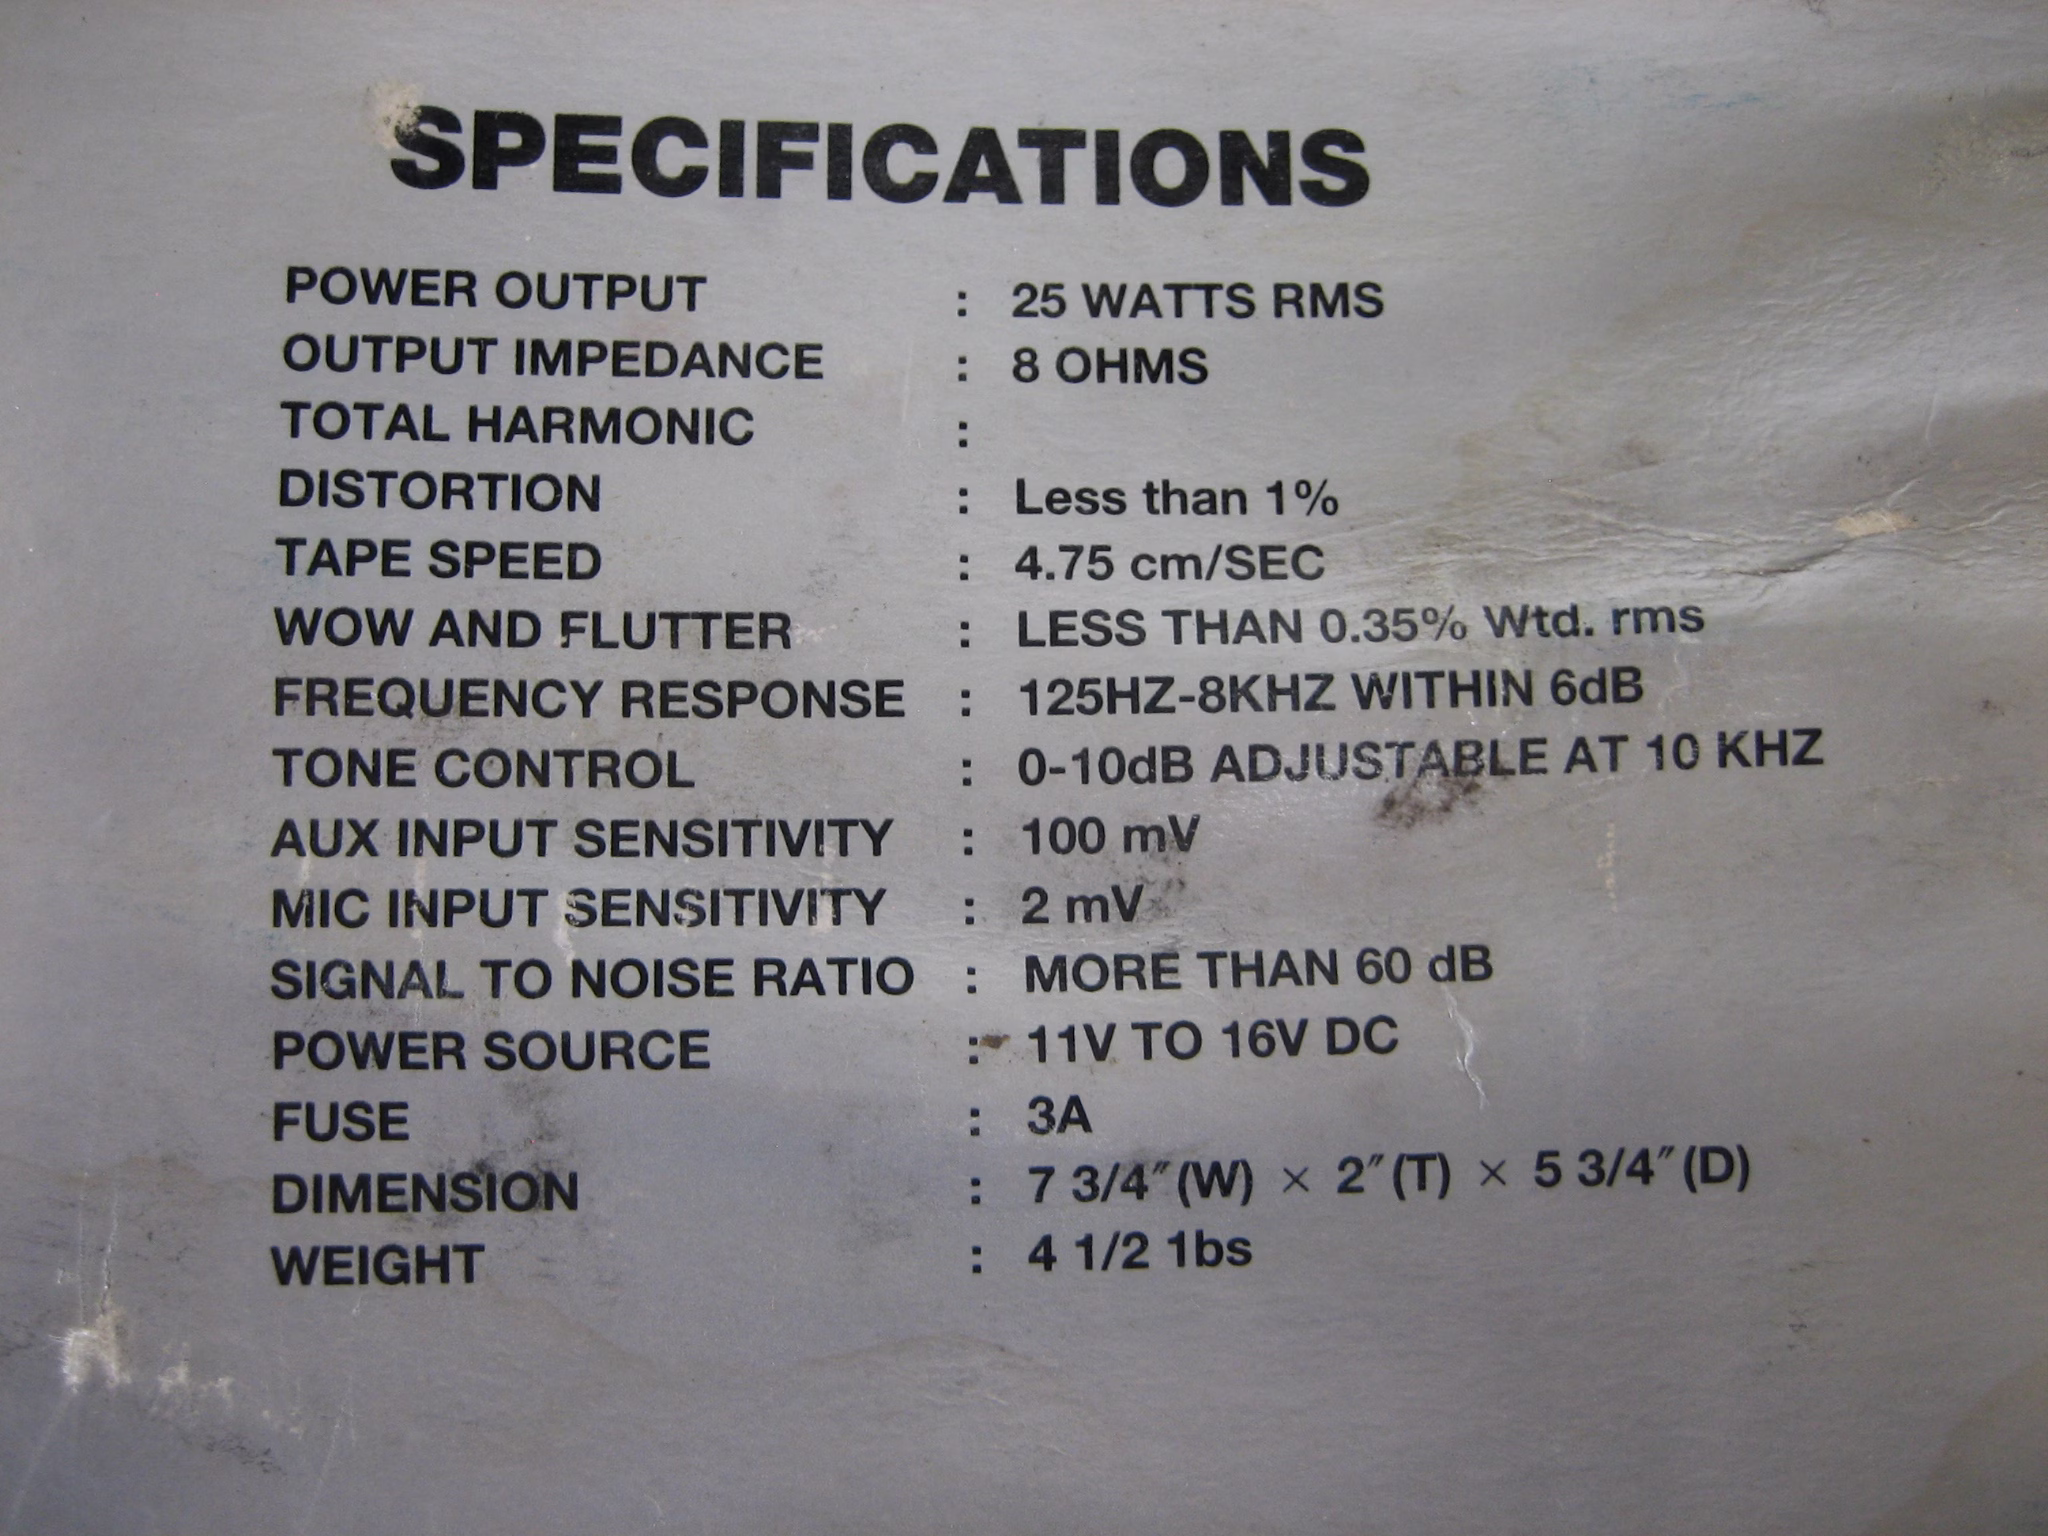 SPECIFICATIONS
POWER OUTPUT : 25 WATTS RMS
OUTPUT IMPEDANCE : 8 OHMS
TOTAL HARMONIC :
DISTORTION : Less than 1%
TAPE SPEED : 4.75 cm/SEC
WOW AND FLUTTER : LESS THAN 0.35% Wtd. rms
FREQUENCY RESPONSE : 125HZ-8KHZ WITHIN 6dB
TONE CONTROL : 0-10dB ADJUSTABLE AT 10 KHZ
AUX INPUT SENSITIVITY : 100 mV
MIC INPUT SENSITIVITY : 2 mV
SIGNAL TO NOISE RATIO : MORE THAN 60 dB
POWER SOURCE : 11V TO 16V DC
FUSE : 3A
DIMENSION : 7 3/4″(W) × 2″(T) × 5 3/4″(D)
WEIGHT : 4 1/2 1bs